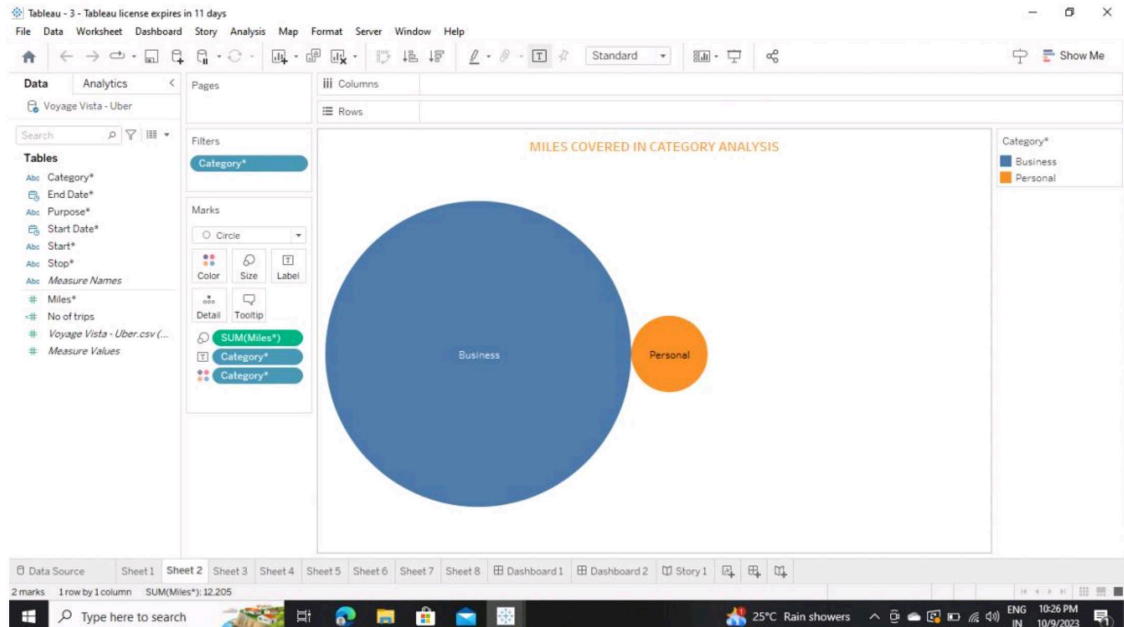 Tableau - 3 - Tableau license expires in 11 days
File Data Worksheet Dashboard Story Analysis Map Format Server Window Help
Standard
Show Me
Data Analytics
Voyage Vista - Uber
Search
Tables
Abc Category*
End Date*
Abc Purpose*
Start Date*
Abc Start*
Abc Stop*
Abc Measure Names
# Miles*
=# No of trips
# Voyage Vista - Uber.csv (...
# Measure Values
Pages
Filters
Category*
Marks
Circle
Color Size Label
Detail Tooltip
SUM(Miles*)
Category*
Category*
Columns
Rows
MILES COVERED IN CATEGORY ANALYSIS
Business
Personal
Category*
Business
Personal
Data Source Sheet 1 Sheet 2 Sheet 3 Sheet 4 Sheet 5 Sheet 6 Sheet 7 Sheet 8 Dashboard 1 Dashboard 2 Story 1
2 marks 1 row by 1 column SUM(Miles*): 12,205
Type here to search
25°C Rain showers
ENG
IN
10:26 PM
10/9/2023